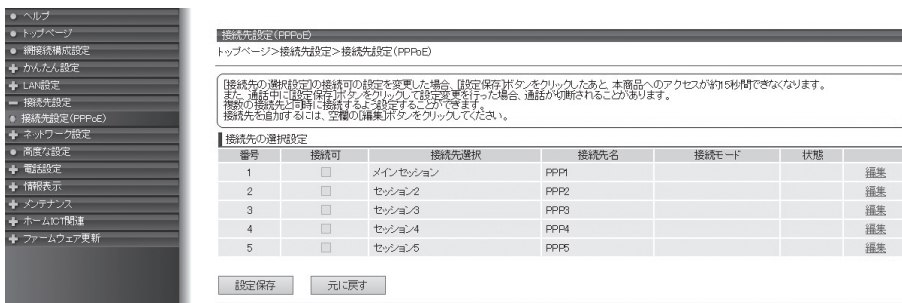 ヘルプ
トップページ
網接続構成設定
かんたん設定
LAN設定
接続先設定
接続先設定(PPPoE)
ネットワーク設定
高度な設定
電話設定
情報表示
メンテナンス
ホームICT関連
ファームウェア更新
接続先設定(PPPoE)
トップページ>接続先設定>接続先設定(PPPoE)
[接続先の選択設定]の接続可の設定を変更した場合、[設定保存]ボタンをクリックしたあと、本商品へのアクセスが約15秒間できなくなります。
また、通話中に[設定保存]ボタンをクリックして設定変更を行った場合、通話が切断されることがあります。
複数の接続先と同時に接続するよう設定することができます。
接続先を追加するには、空欄の[編集]ボタンをクリックしてください。
接続先の選択設定
番号 接続可 接続先選択 接続先名 接続モード 状態
1 メインセッション PPP1 編集
2 セッション2 PPP2 編集
3 セッション3 PPP3 編集
4 セッション4 PPP4 編集
5 セッション5 PPP5 編集
設定保存 元に戻す